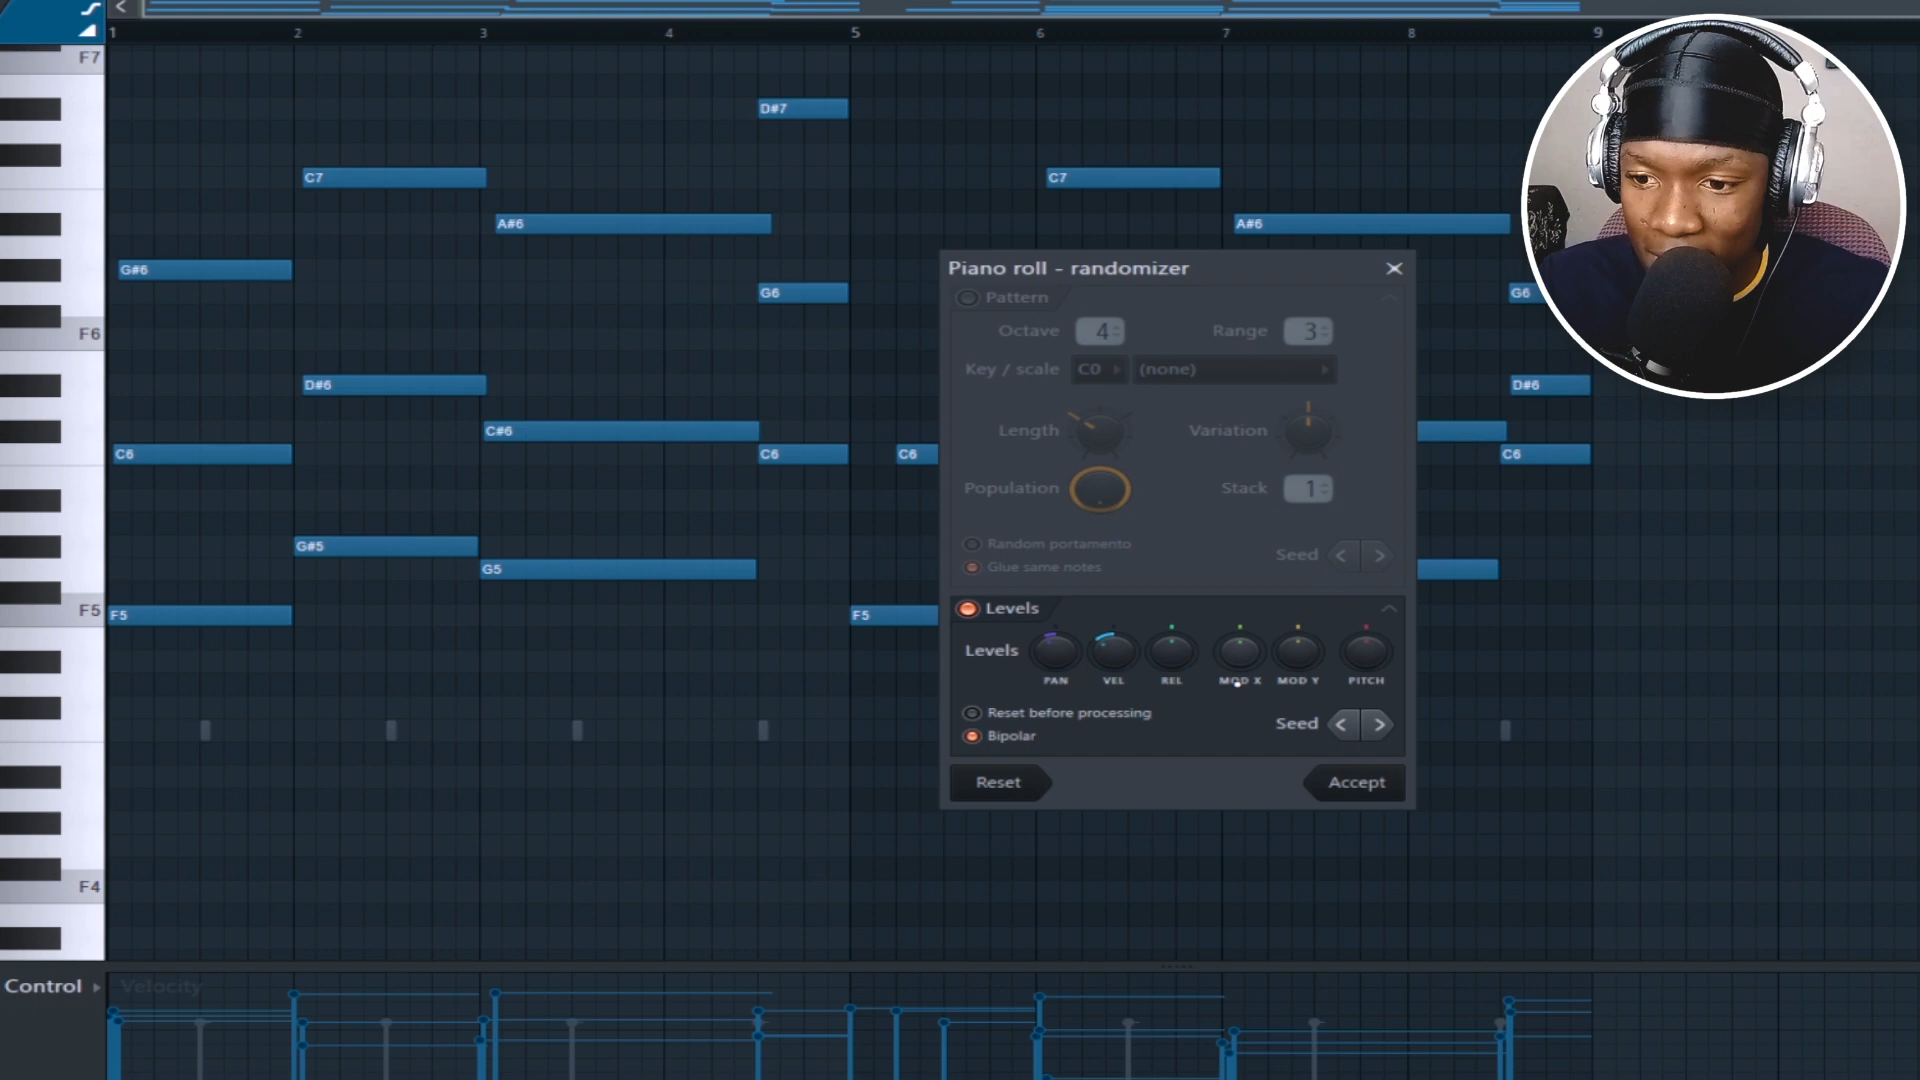 1 2 3 4 5 6 7 8 9
F7
D#7
C7 C7
A#6 A#6
G#6
G6 G6
F6
D#6 D#6
C#6
C6 C6 C6 C6
G#5
G5
F5 F5 F5
F4
Piano roll - randomizer
Pattern
Octave 4 Range 3
Key / scale C0 (none)
Length Variation
Population Stack 1
Random portamento
Glue same notes
Seed
Levels
Levels
PAN VEL REL MOD X MOD Y PITCH
Reset before processing
Bipolar
Seed
Reset Accept
Control Velocity